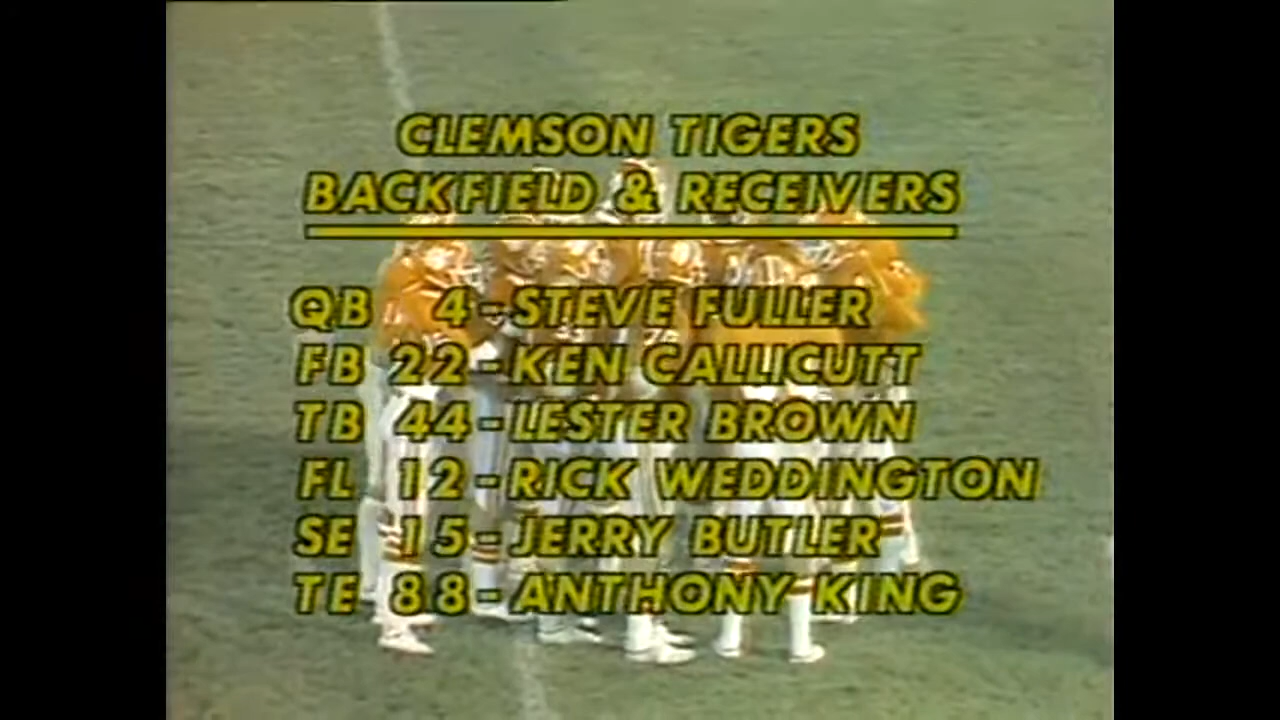 CLEMSON TIGERS
BACKFIELD & RECEIVERS
QB 4-STEVE FULLER
FB 22-KEN CALLICUTT
TB 44-LESTER BROWN
FL 12-RICK WEDDINGTON
SE 15-JERRY BUTLER
TE 88-ANTHONY KING